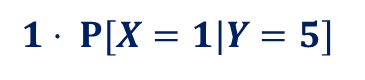 1 · P[X = 1|Y = 5]